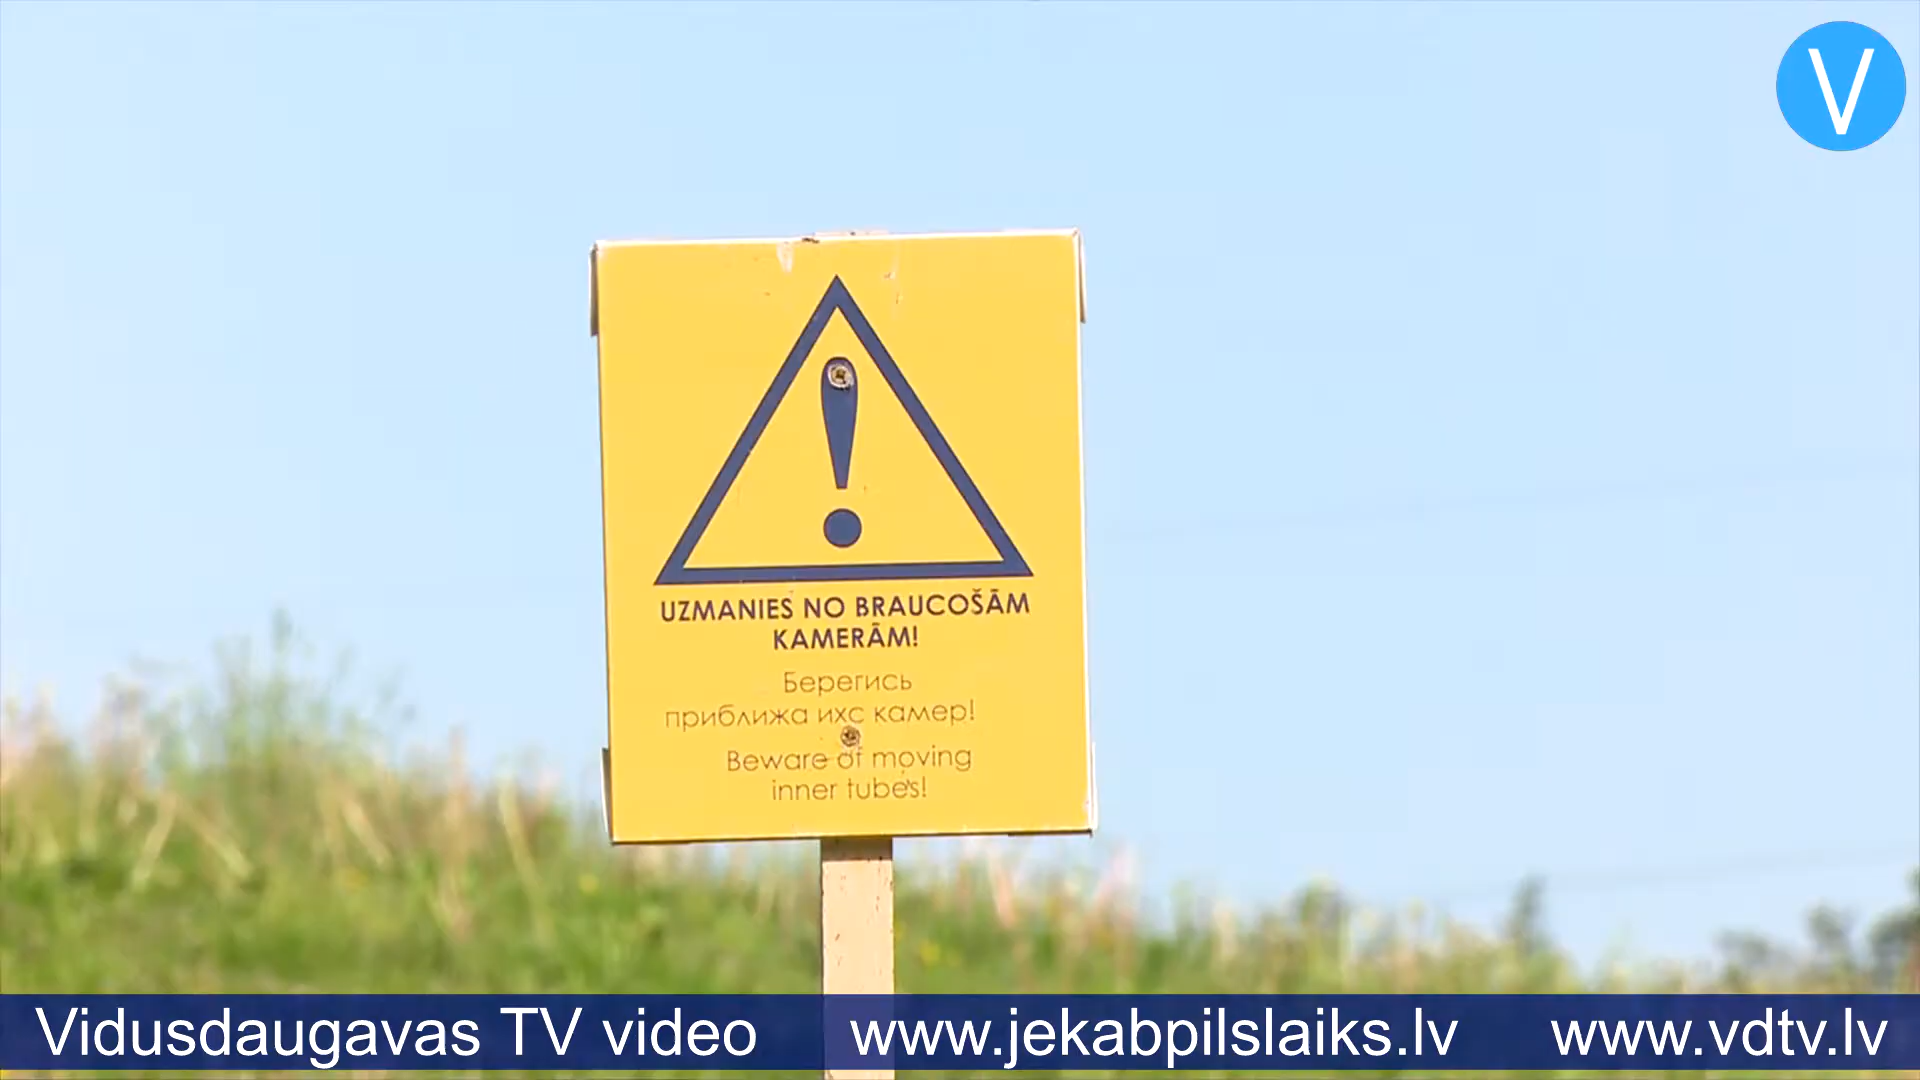 V
UZMANIES NO BRAUCOŠĀM
KAMERĀM!
Берегись
приближа ихс камер!
Beware of moving
inner tubes!
Vidusdaugavas TV video www.jekabpilslaiks.lv www.vdtv.lv